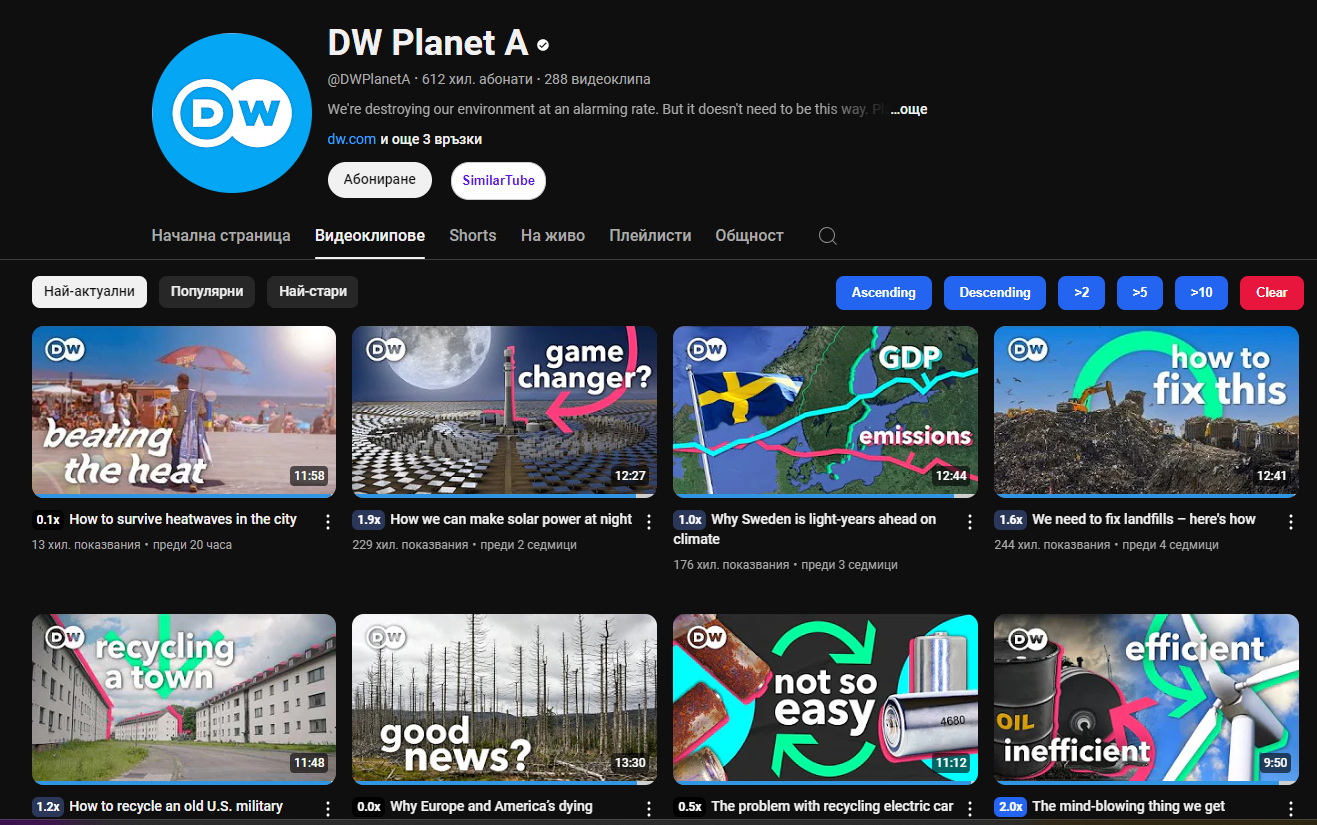 DW
DW Planet A
@DWPlanetA · 612 хил. абонати · 288 видеоклипа
We're destroying our environment at an alarming rate. But it doesn't need to be this way. ...още
dw.com и още 3 връзки
Абониране
SimilarTube
Начална страница Видеоклипове Shorts На живо Плейлисти Общност
Най-актуални Популярни Най-стари Ascending Descending >2 >5 >10 Clear
DW
beating
the heat
11:58
DW
game
changer?
12:27
DW
GDP
emissions
12:44
DW
how to
fix this
12:41
0.1x How to survive heatwaves in the city
13 хил. показвания • преди 20 часа
1.9x How we can make solar power at night
229 хил. показвания • преди 2 седмици
1.0x Why Sweden is light-years ahead on
climate
176 хил. показвания • преди 3 седмици
1.6x We need to fix landfills – here's how
244 хил. показвания • преди 4 седмици
DW
recycling
a town
11:48
DW
good
news?
13:30
DW
not so
easy
4680
11:12
DW
efficient
OIL
inefficient
9:50
1.2x How to recycle an old U.S. military
0.0x Why Europe and America's dying
0.5x The problem with recycling electric car
2.0x The mind-blowing thing we get